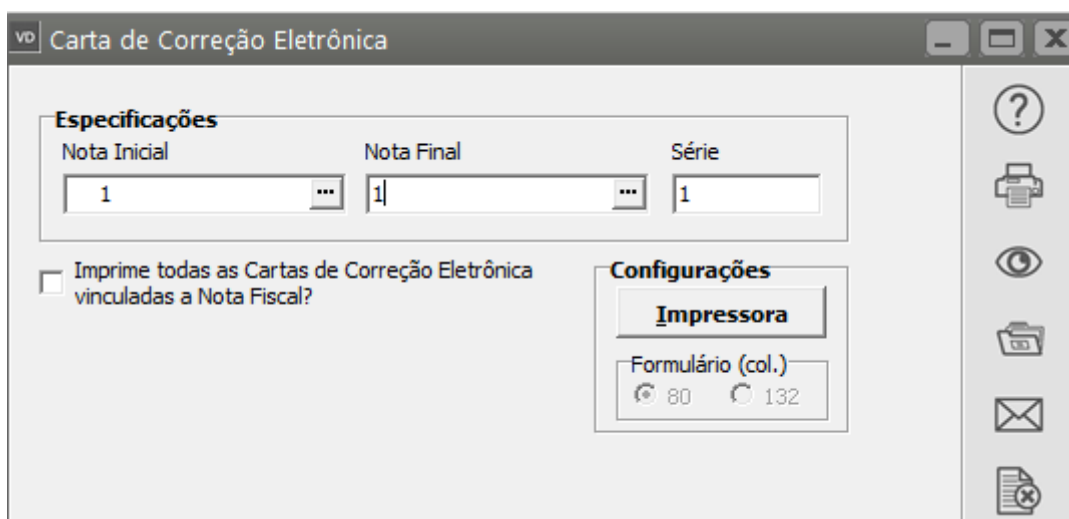 VD Carta de Correção Eletrônica
Especificações
Nota Inicial Nota Final Série
1 ... 1 ... 1
Imprime todas as Cartas de Correção Eletrônica
vinculadas a Nota Fiscal?
Configurações
Impressora
Formulário (col.)
80 132